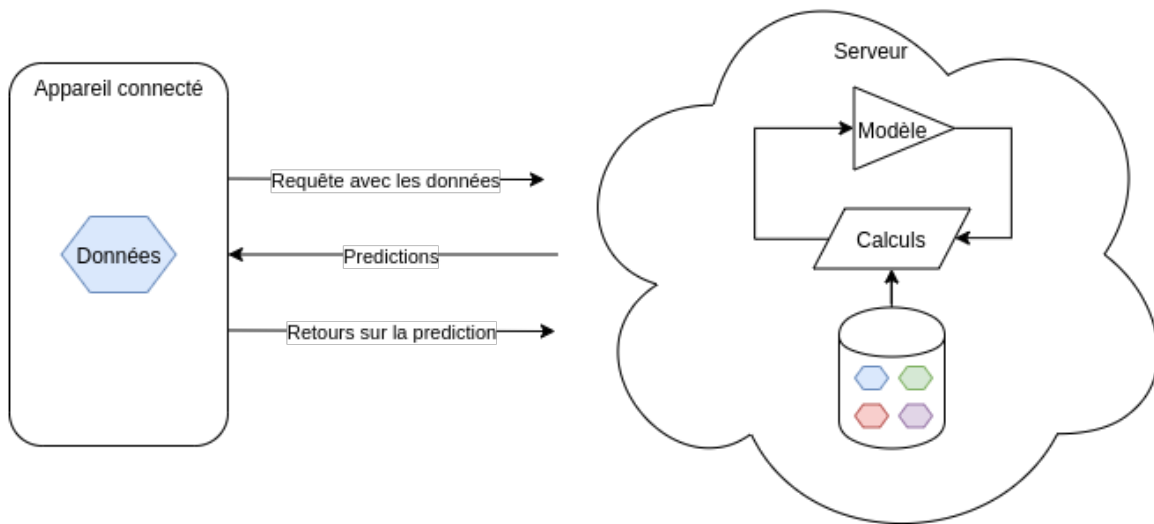 Serveur
Appareil connecté
Modèle
Requête avec les données
Données
Predictions
Calculs
Retours sur la prediction